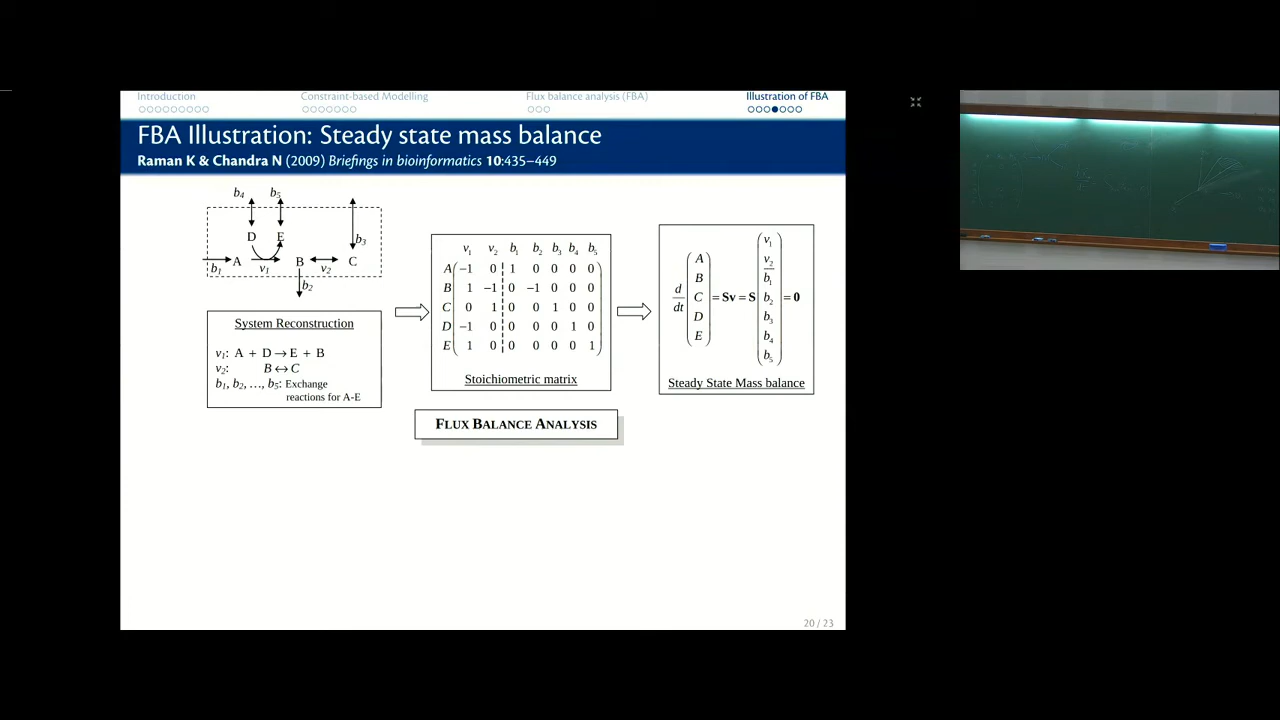 Introduction Constraint-based Modelling Flux balance analysis (FBA) Illustration of FBA
FBA Illustration: Steady state mass balance
Raman K & Chandra N (2009) Briefings in bioinformatics 10:435–449
b4 b5
D E
b3
b1 A v1 B v2 C
b2
System Reconstruction
v1: A + D → E + B
v2: B ↔ C
b1, b2, ..., b5: Exchange
reactions for A-E
v1 v2 b1 b2 b3 b4 b5
A −1 0 1 0 0 0 0
B 1 −1 0 −1 0 0 0
C 0 1 0 0 1 0 0
D −1 0 0 0 0 1 0
E 1 0 0 0 0 0 1
Stoichiometric matrix
d/dt (A B C D E) = Sv = S (v1 v2 b1 b2 b3 b4 b5) = 0
Steady State Mass balance
FLUX BALANCE ANALYSIS
20 / 23